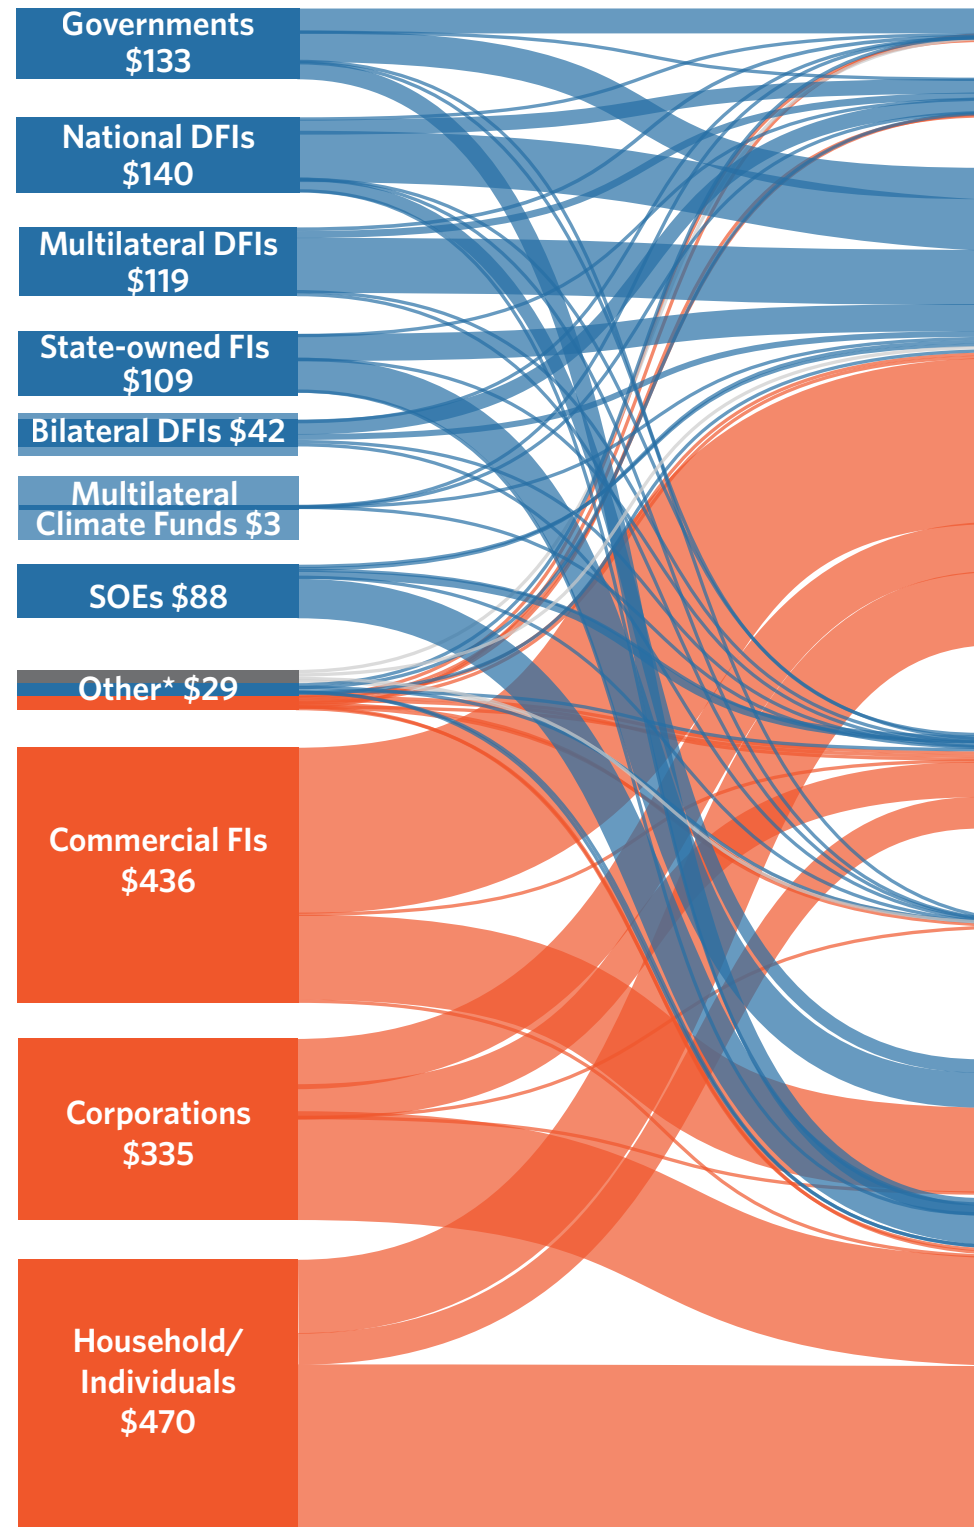 Governments
$133
National DFIs
$140
Multilateral DFIs
$119
State-owned FIs
$109
Bilateral DFIs $42
Multilateral
Climate Funds $3
SOEs $88
Other* $29
Commercial FIs
$436
Corporations
$335
Household/
Individuals
$470